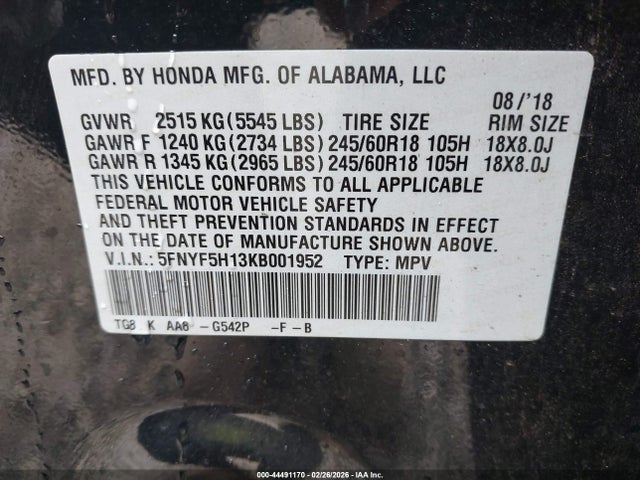 MFD. BY HONDA MFG. OF ALABAMA, LLC
08/'18
GVWR 2515 KG(5545 LBS) TIRE SIZE RIM SIZE
GAWR F 1240 KG(2734 LBS) 245/60R18 105H 18X8.0J
GAWR R 1345 KG(2965 LBS) 245/60R18 105H 18X8.0J
THIS VEHICLE CONFORMS TO ALL APPLICABLE
FEDERAL MOTOR VEHICLE SAFETY
AND THEFT PREVENTION STANDARDS IN EFFECT
ON THE DATE OF MANUFACTURE SHOWN ABOVE.
V.I.N.: 5FNYF5H13KB001952 TYPE: MPV
TG8 K AA6 -G542P -F-B
000-44491170 - 02/26/2026 - IAA Inc.